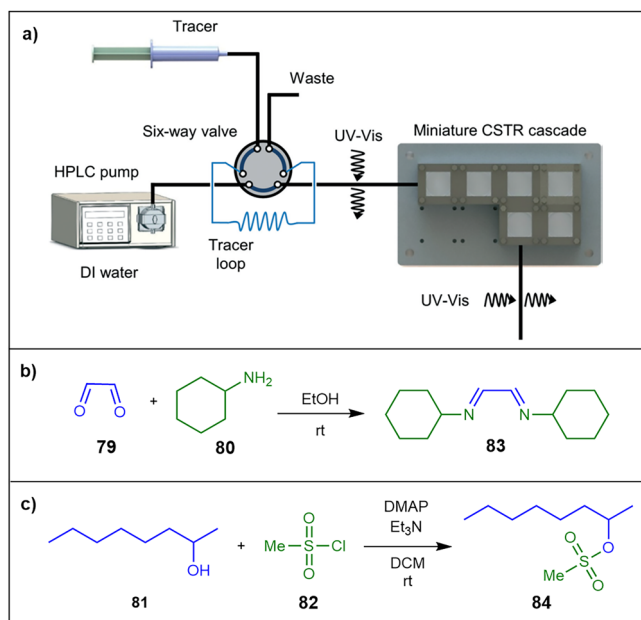 a)
Tracer
Waste
Six-way valve
UV-Vis
Miniature CSTR cascade
HPLC pump
Tracer
loop
DI water
UV-Vis
b)
O
O
79
+
NH2
80
EtOH
rt
N
N
83
c)
OH
81
+
Me
O
S
O
Cl
82
DMAP
Et3N
DCM
rt
O
O
S
Me
O
84